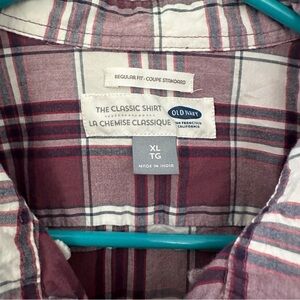 REGULAR FIT - COUPE STANDARD
THE CLASSIC SHIRT
LA CHEMISE CLASSIQUE
OLD NAVY
SAN FRANCISCO
CALIFORNIA
XL
TG
MADE IN INDIA